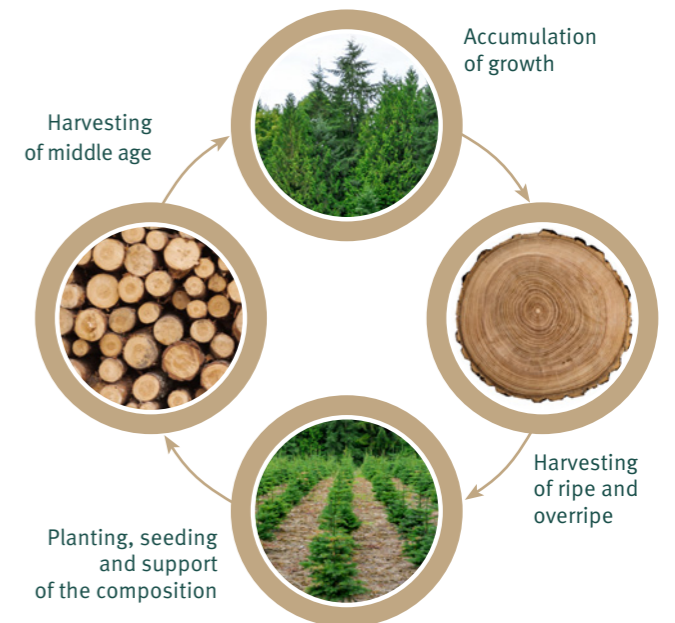 Accumulation
of growth
Harvesting
of middle age
Harvesting
of ripe and
overripe
Planting, seeding
and support
of the composition